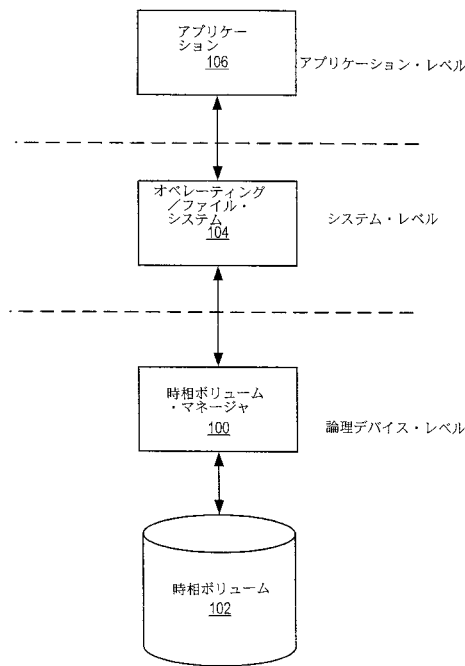 アプリケー
ション
106
アプリケーション・レベル
オペレーティング
／ファイル・
システム
104
システム・レベル
時相ボリューム
・マネージャ
100
論理デバイス・レベル
時相ボリューム
102